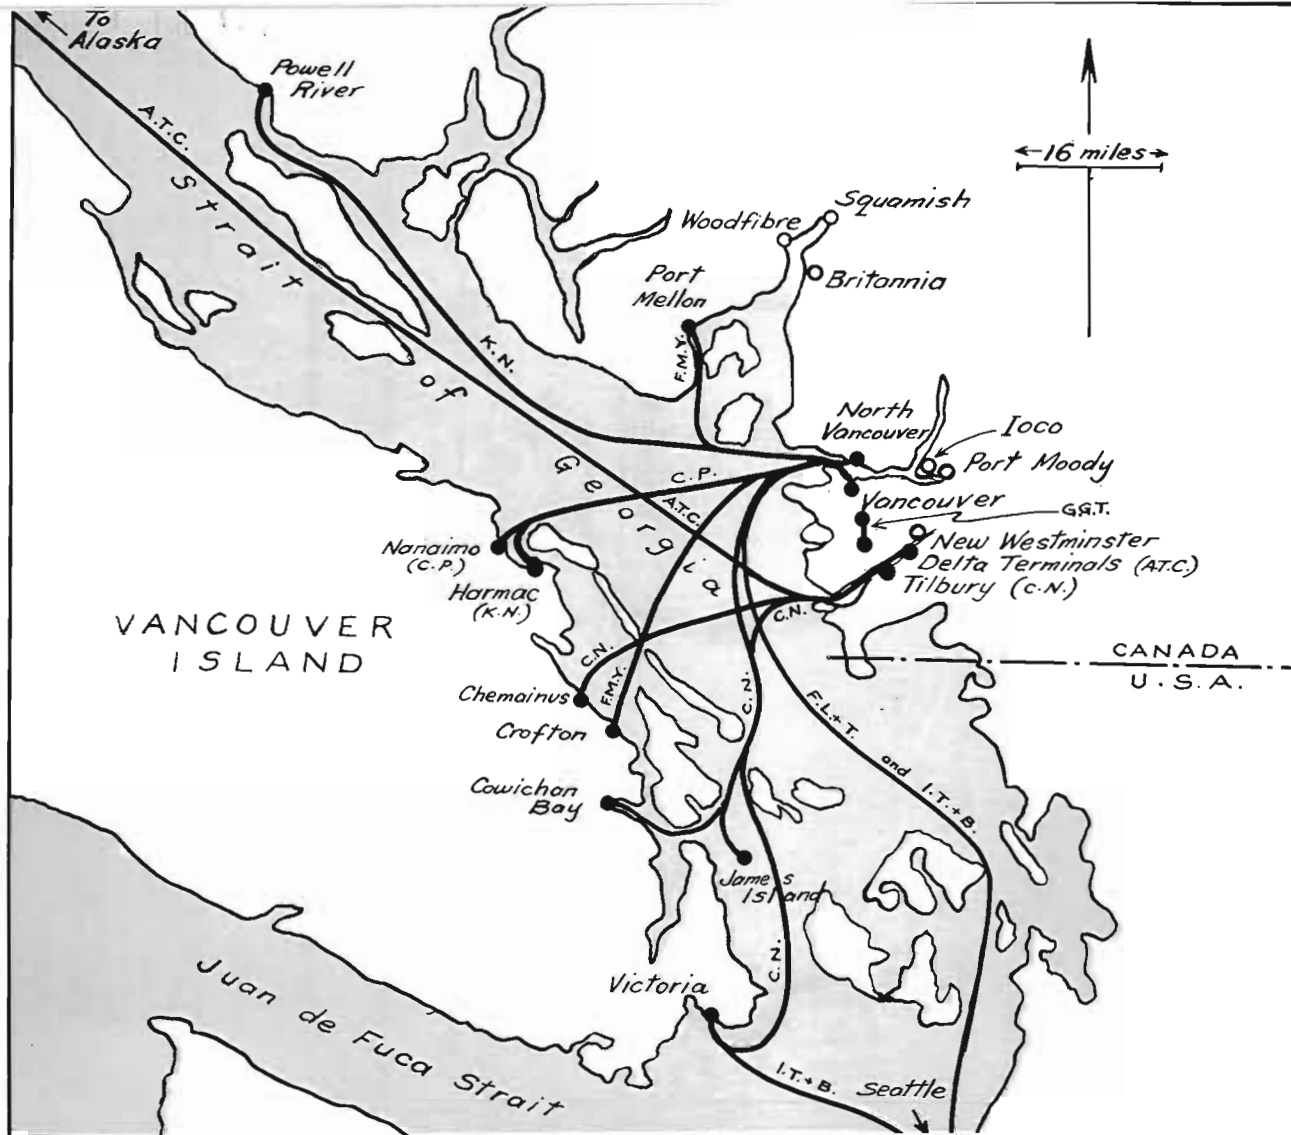 To
Alaska
Powell
River
A.T.C.
16 miles
Strait
of
Georgia
Squamish
Woodfibre
Britannia
Port
Mellon
F.M.Y.
K.N.
North
Vancouver
Ioco
Port Moody
C.P.
A.T.C.
Vancouver
G.G.T.
Nanaimo
(C.P.)
New Westminster
Delta Terminals (A.T.C.)
Tilbury (C.N.)
Harmac
(K.N.)
C.N.
VANCOUVER
ISLAND
C.N.
CANADA
U.S.A.
Chemainus
F.M.Y.
C.N.
Crofton
F.L.+T. and I.T.+B.
Cowichan
Bay
James
Island
C.N.
Victoria
Juan de Fuca Strait
I.T.+B.
Seattle